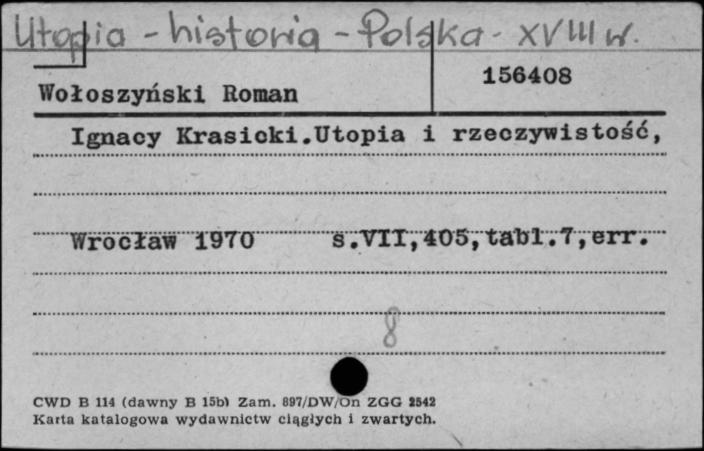 Utopia - historia - Polska - XVIII w.
156408
Wołoszyński Roman
Ignacy Krasicki.Utopia i rzeczywistość,
Wrocław 1970 s.VII,405,tabl.7,err.
8
CWD B 114 (dawny B 15b) Zam. 897/DW/On ZGG 2542
Karta katalogowa wydawnictw ciągłych i zwartych.